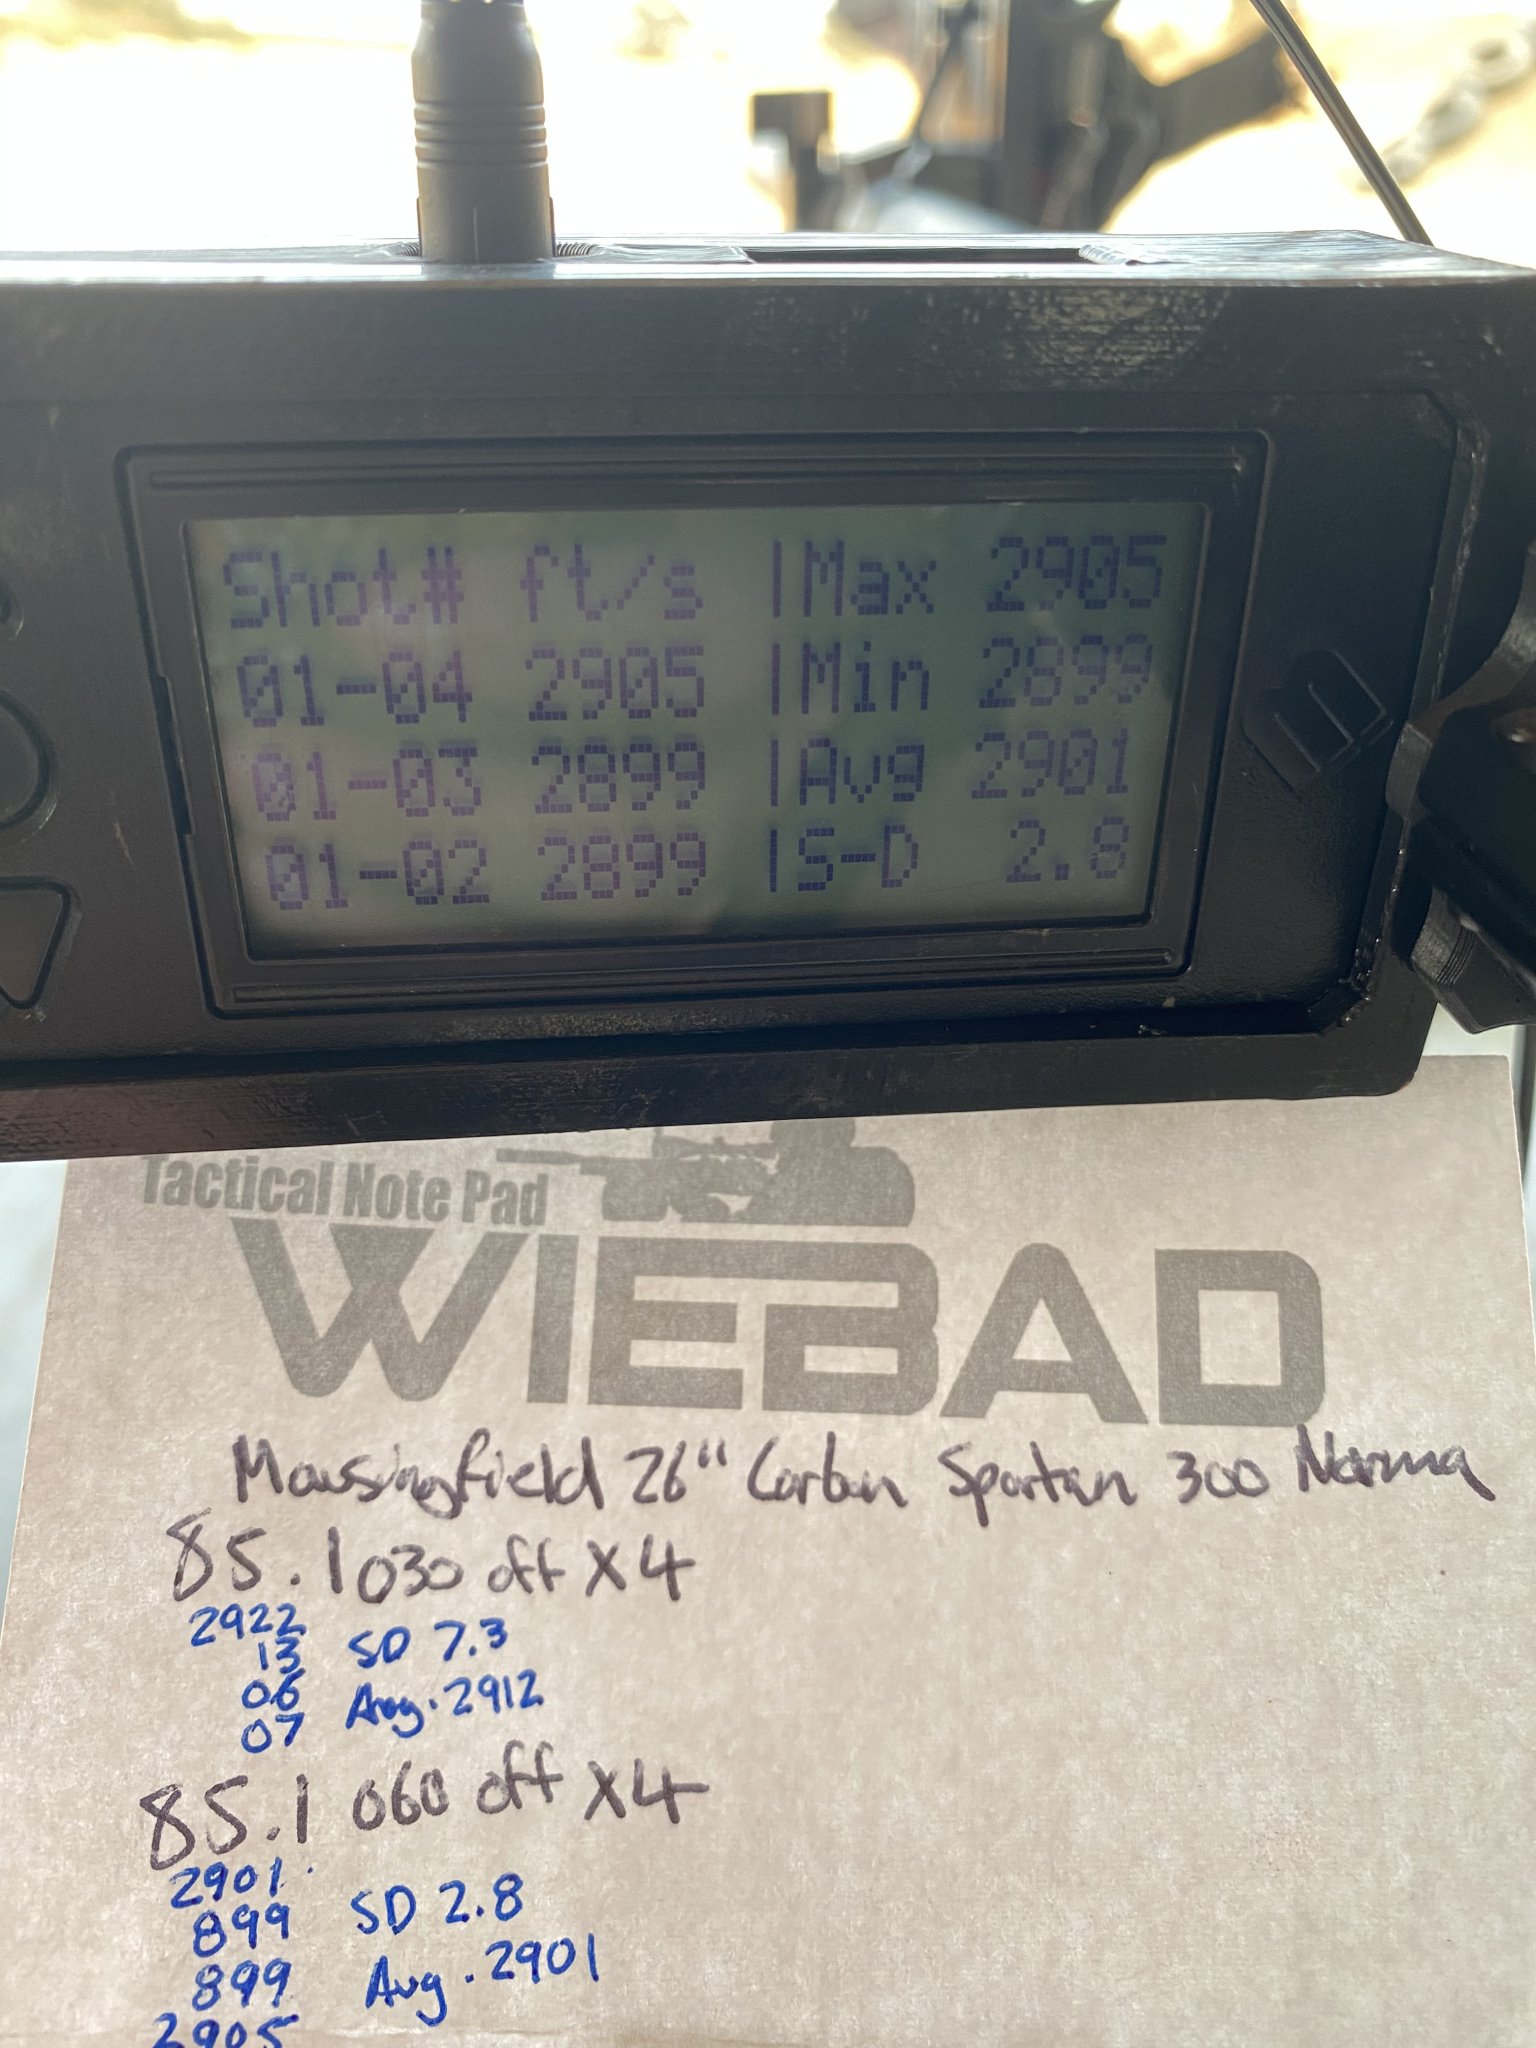 Shot# ft/s |Max 2905
01-04 2905 |Min 2899
01-03 2899 |Avg 2901
01-02 2899 |S-D 2.8
Tactical Note Pad
WIEBAD
Mausingfield 26" Carbon Spartan 300 Norma
85.1 030 off X4
2922
13 SD 7.3
06 Avg. 2912
07
85.1 060 off X4
2901
899 SD 2.8
899 Avg. 2901
2905